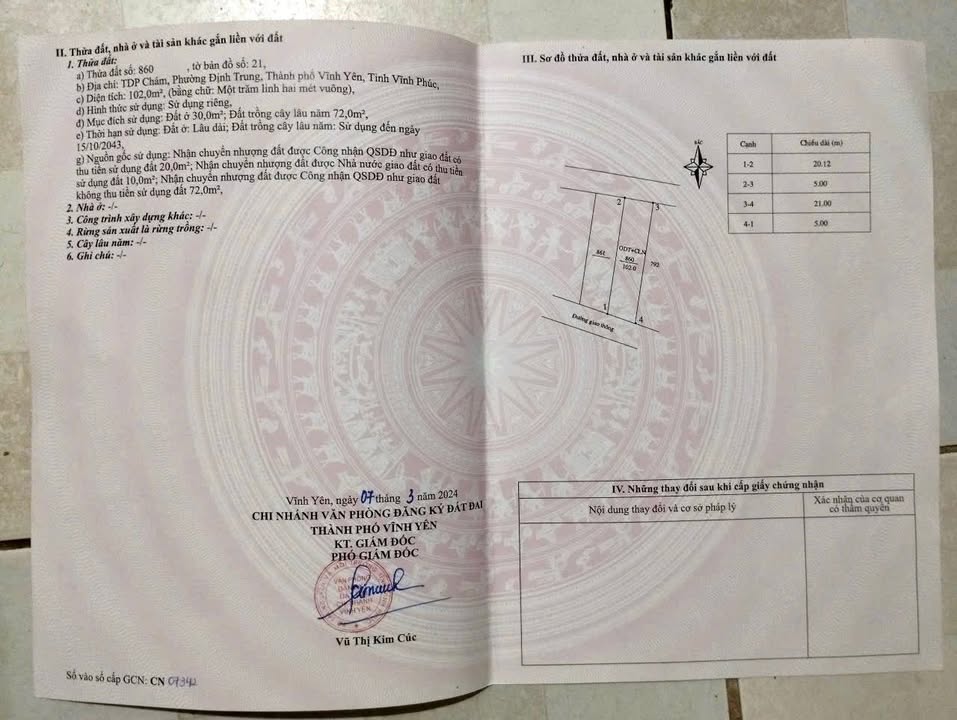 II. Thửa đất, nhà ở và tài sản khác gắn liền với đất
1. Thửa đất:
a) Thửa đất số: 860 , tờ bản đồ số: 21,
b) Địa chỉ: TDP Chám, Phường Định Trung, Thành phố Vĩnh Yên, Tỉnh Vĩnh Phúc,
c) Diện tích: 102,0m², (bằng chữ: Một trăm linh hai mét vuông),
d) Hình thức sử dụng: Sử dụng riêng,
đ) Mục đích sử dụng: Đất ở 30,0m²; Đất trồng cây lâu năm 72,0m²,
e) Thời hạn sử dụng: Đất ở: Lâu dài; Đất trồng cây lâu năm: Sử dụng đến ngày
15/10/2043,
g) Nguồn gốc sử dụng: Nhận chuyển nhượng đất được Công nhận QSDĐ như giao đất có
thu tiền sử dụng đất 20,0m²; Nhận chuyển nhượng đất được Nhà nước giao đất có thu tiền
sử dụng đất 10,0m²; Nhận chuyển nhượng đất được Công nhận QSDĐ như giao đất
không thu tiền sử dụng đất 72,0m²,
2. Nhà ở: -/-
3. Công trình xây dựng khác: -/-
4. Rừng sản xuất là rừng trồng: -/-
5. Cây lâu năm: -/-
6. Ghi chú: -/-
Vĩnh Yên, ngày 07 tháng 3 năm 2024
CHI NHÁNH VĂN PHÒNG ĐĂNG KÝ ĐẤT ĐAI
THÀNH PHỐ VĨNH YÊN
KT. GIÁM ĐỐC
PHÓ GIÁM ĐỐC
VĂN PHÒNG
CHI NHÁNH
VĨNH YÊN
Vũ Thị Kim Cúc
Số vào sổ cấp GCN: CN 07342
III. Sơ đồ thửa đất, nhà ở và tài sản khác gắn liền với đất
BẮC
Cạnh Chiều dài (m)
1-2 20.12
2-3 5.00
3-4 21.00
4-1 5.00
2 3
861
ODT+CLN
860
102.0
793
1 4
Đường giao thông
IV. Những thay đổi sau khi cấp giấy chứng nhận
Nội dung thay đổi và cơ sở pháp lý
Xác nhận của cơ quan
có thẩm quyền